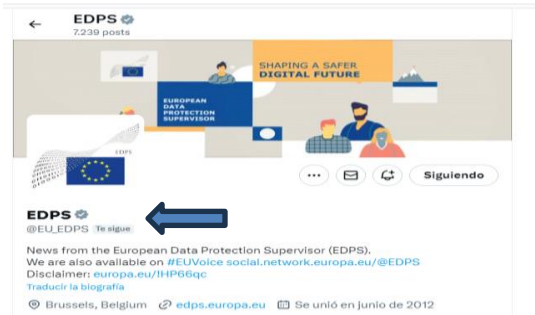 EDPS
7.239 posts
SHAPING A SAFER
DIGITAL FUTURE
EUROPEAN
DATA
PROTECTION
SUPERVISOR
EDPS
Siguiendo
EDPS
@EU_EDPS Te sigue
News from the European Data Protection Supervisor (EDPS).
We are also available on #EUVoice social.network.europa.eu/@EDPS
Disclaimer: europa.eu/!HP66qc
Traducir la biografía
Brussels, Belgium edps.europa.eu Se unió en junio de 2012